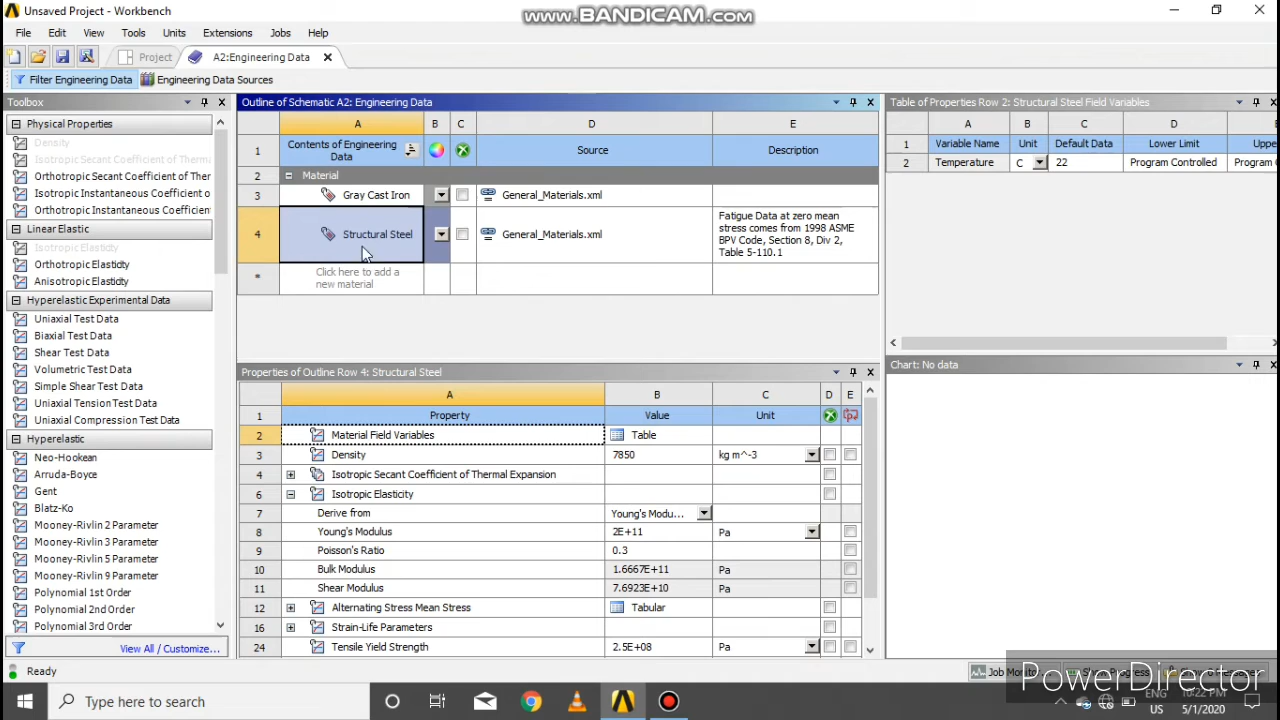 Unsaved Project - Workbench
www.BANDICAM.com
File Edit View Tools Units Extensions Jobs Help
Project A2:Engineering Data
Filter Engineering Data Engineering Data Sources
Toolbox
Physical Properties
Density
Isotropic Secant Coefficient of Therma
Orthotropic Secant Coefficient of Ther
Isotropic Instantaneous Coefficient o
Orthotropic Instantaneous Coefficient
Linear Elastic
Isotropic Elasticity
Orthotropic Elasticity
Anisotropic Elasticity
Hyperelastic Experimental Data
Uniaxial Test Data
Biaxial Test Data
Shear Test Data
Volumetric Test Data
Simple Shear Test Data
Uniaxial Tension Test Data
Uniaxial Compression Test Data
Hyperelastic
Neo-Hookean
Arruda-Boyce
Gent
Blatz-Ko
Mooney-Rivlin 2 Parameter
Mooney-Rivlin 3 Parameter
Mooney-Rivlin 5 Parameter
Mooney-Rivlin 9 Parameter
Polynomial 1st Order
Polynomial 2nd Order
Polynomial 3rd Order
View All / Customize...
Outline of Schematic A2: Engineering Data
A B C D E
1 Contents of Engineering Data Source Description
2 Material
3 Gray Cast Iron General_Materials.xml
4 Structural Steel General_Materials.xml
Fatigue Data at zero mean
stress comes from 1998 ASME
BPV Code, Section 8, Div 2,
Table 5-110.1
* Click here to add a
new material
Properties of Outline Row 4: Structural Steel
A B C D E
1 Property Value Unit
2 Material Field Variables Table
3 Density 7850 kg m^-3
4 Isotropic Secant Coefficient of Thermal Expansion
6 Isotropic Elasticity
7 Derive from Young's Modu...
8 Young's Modulus 2E+11 Pa
9 Poisson's Ratio 0.3
10 Bulk Modulus 1.6667E+11 Pa
11 Shear Modulus 7.6923E+10 Pa
12 Alternating Stress Mean Stress Tabular
16 Strain-Life Parameters
24 Tensile Yield Strength 2.5E+08 Pa
Table of Properties Row 2: Structural Steel Field Variables
A B C D E
1 Variable Name Unit Default Data Lower Limit Uppe
2 Temperature C 22 Program Controlled Program C
Chart: No data
Ready
Job Monit
Show Progress
PowerDirector
Type here to search
ENG
US
10:22 PM
5/1/2020